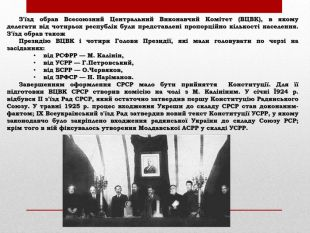 З'їзд обрав Всесоюзний Центральний Виконавчий Комітет (ВЦВК), в якому
делегати від чотирьох республік були представлені пропорційно кількості населення.
З'їзд обрав також
Президію ВЦВК і чотири Голови Президії, які мали головувати по черзі на
засіданнях:
• від РСФРР — М. Калінін,
• від УСРР — Г.Петровський,
• від БСРР — О.Червяков,
• від ЗРФСР — Н. Наріманов.
Завершенням оформлення СРСР мало бути прийняття Конституції. Для її
підготовки ВЦВК СРСР створив комісію на чолі з М. Калініним. У січні 1924 р.
відбувся ІІ з'їзд Рад СРСР, який остаточно затвердив першу Конституцію Радянського
Союзу. У травні 1925 р. процес входження України до складу СРСР став доконаним-
фактом; ІХ Всеукраїнський з'їзд Рад затвердив новий текст Конституції УСРР, у якому
законодавчо було закріплено входження радянської України до складу Союзу РСР;
крім того в ній фіксувалось утворення Молдавської АСРР у складі УСРР.